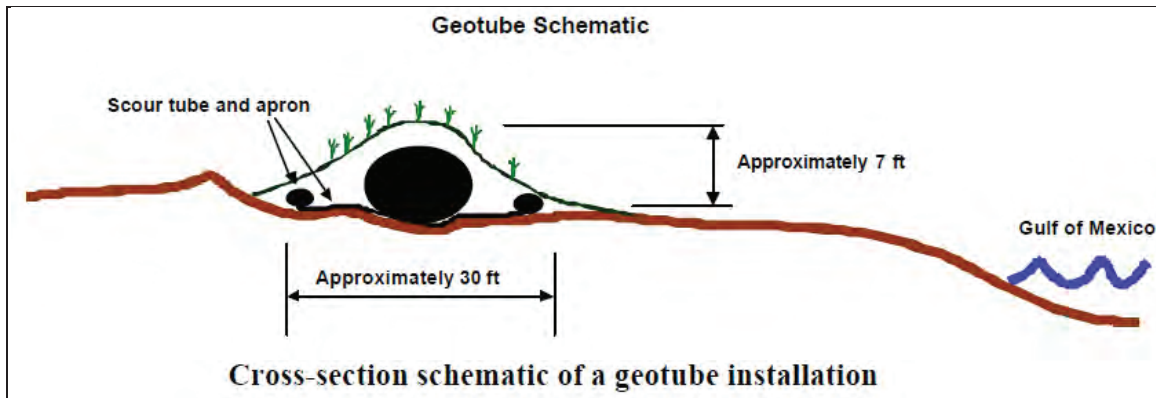 Geotube Schematic
Scour tube and apron
Approximately 7 ft
Gulf of Mexico
Approximately 30 ft
Cross-section schematic of a geotube installation